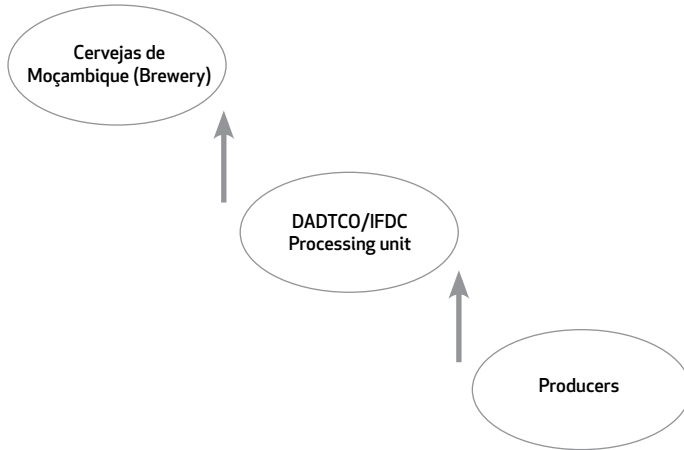 Cervejas de
Moçambique (Brewery)
DADTCO/IFDC
Processing unit
Producers